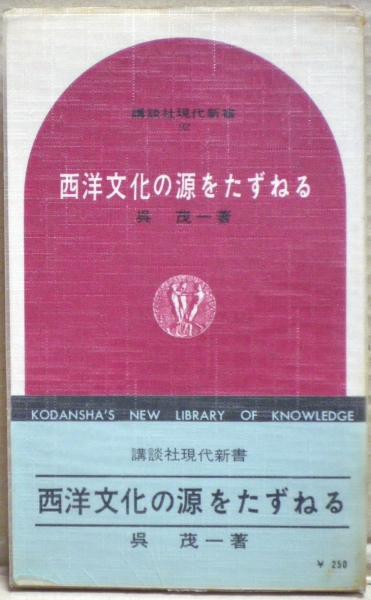 講談社現代新書
92
西洋文化の源をたずねる
呉 茂一著
KODANSHA'S NEW LIBRARY OF KNOWLEDGE
講談社現代新書
西洋文化の源をたずねる
呉 茂一著
¥ 250